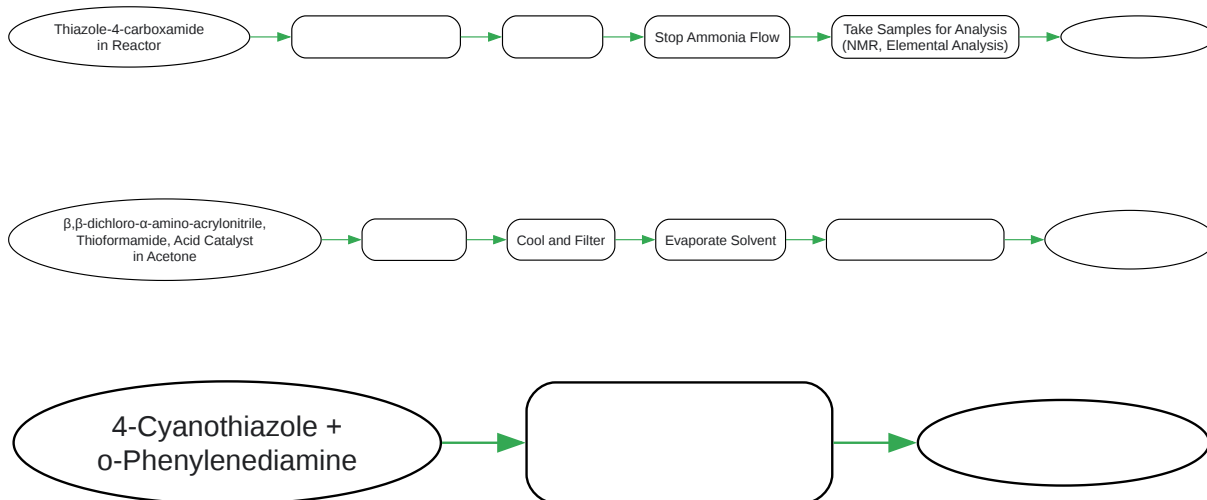 Thiazole-4-carboxamide
in Reactor
Stop Ammonia Flow
Take Samples for Analysis
(NMR, Elemental Analysis)
β,β-dichloro-α-amino-acrylonitrile,
Thioformamide, Acid Catalyst
in Acetone
Cool and Filter
Evaporate Solvent
4-Cyanothiazole +
o-Phenylenediamine